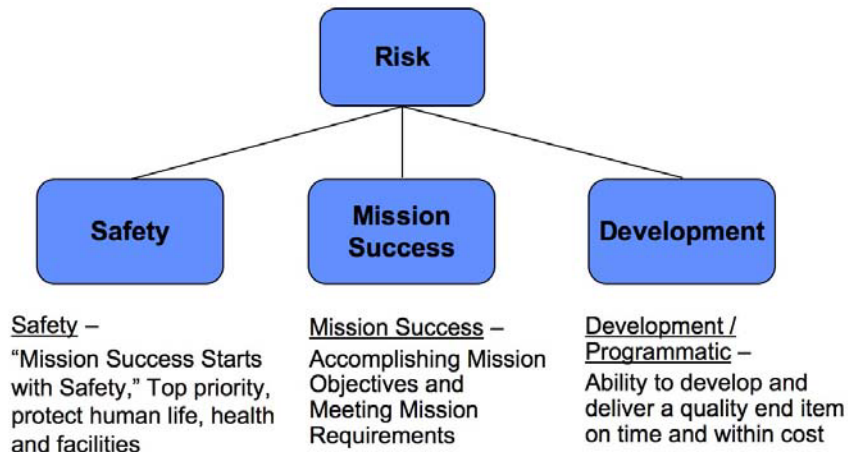 Risk
Safety
Mission
Success
Development
Safety –
“Mission Success Starts
with Safety,” Top priority,
protect human life, health
and facilities
Mission Success –
Accomplishing Mission
Objectives and
Meeting Mission
Requirements
Development /
Programmatic –
Ability to develop and
deliver a quality end item
on time and within cost